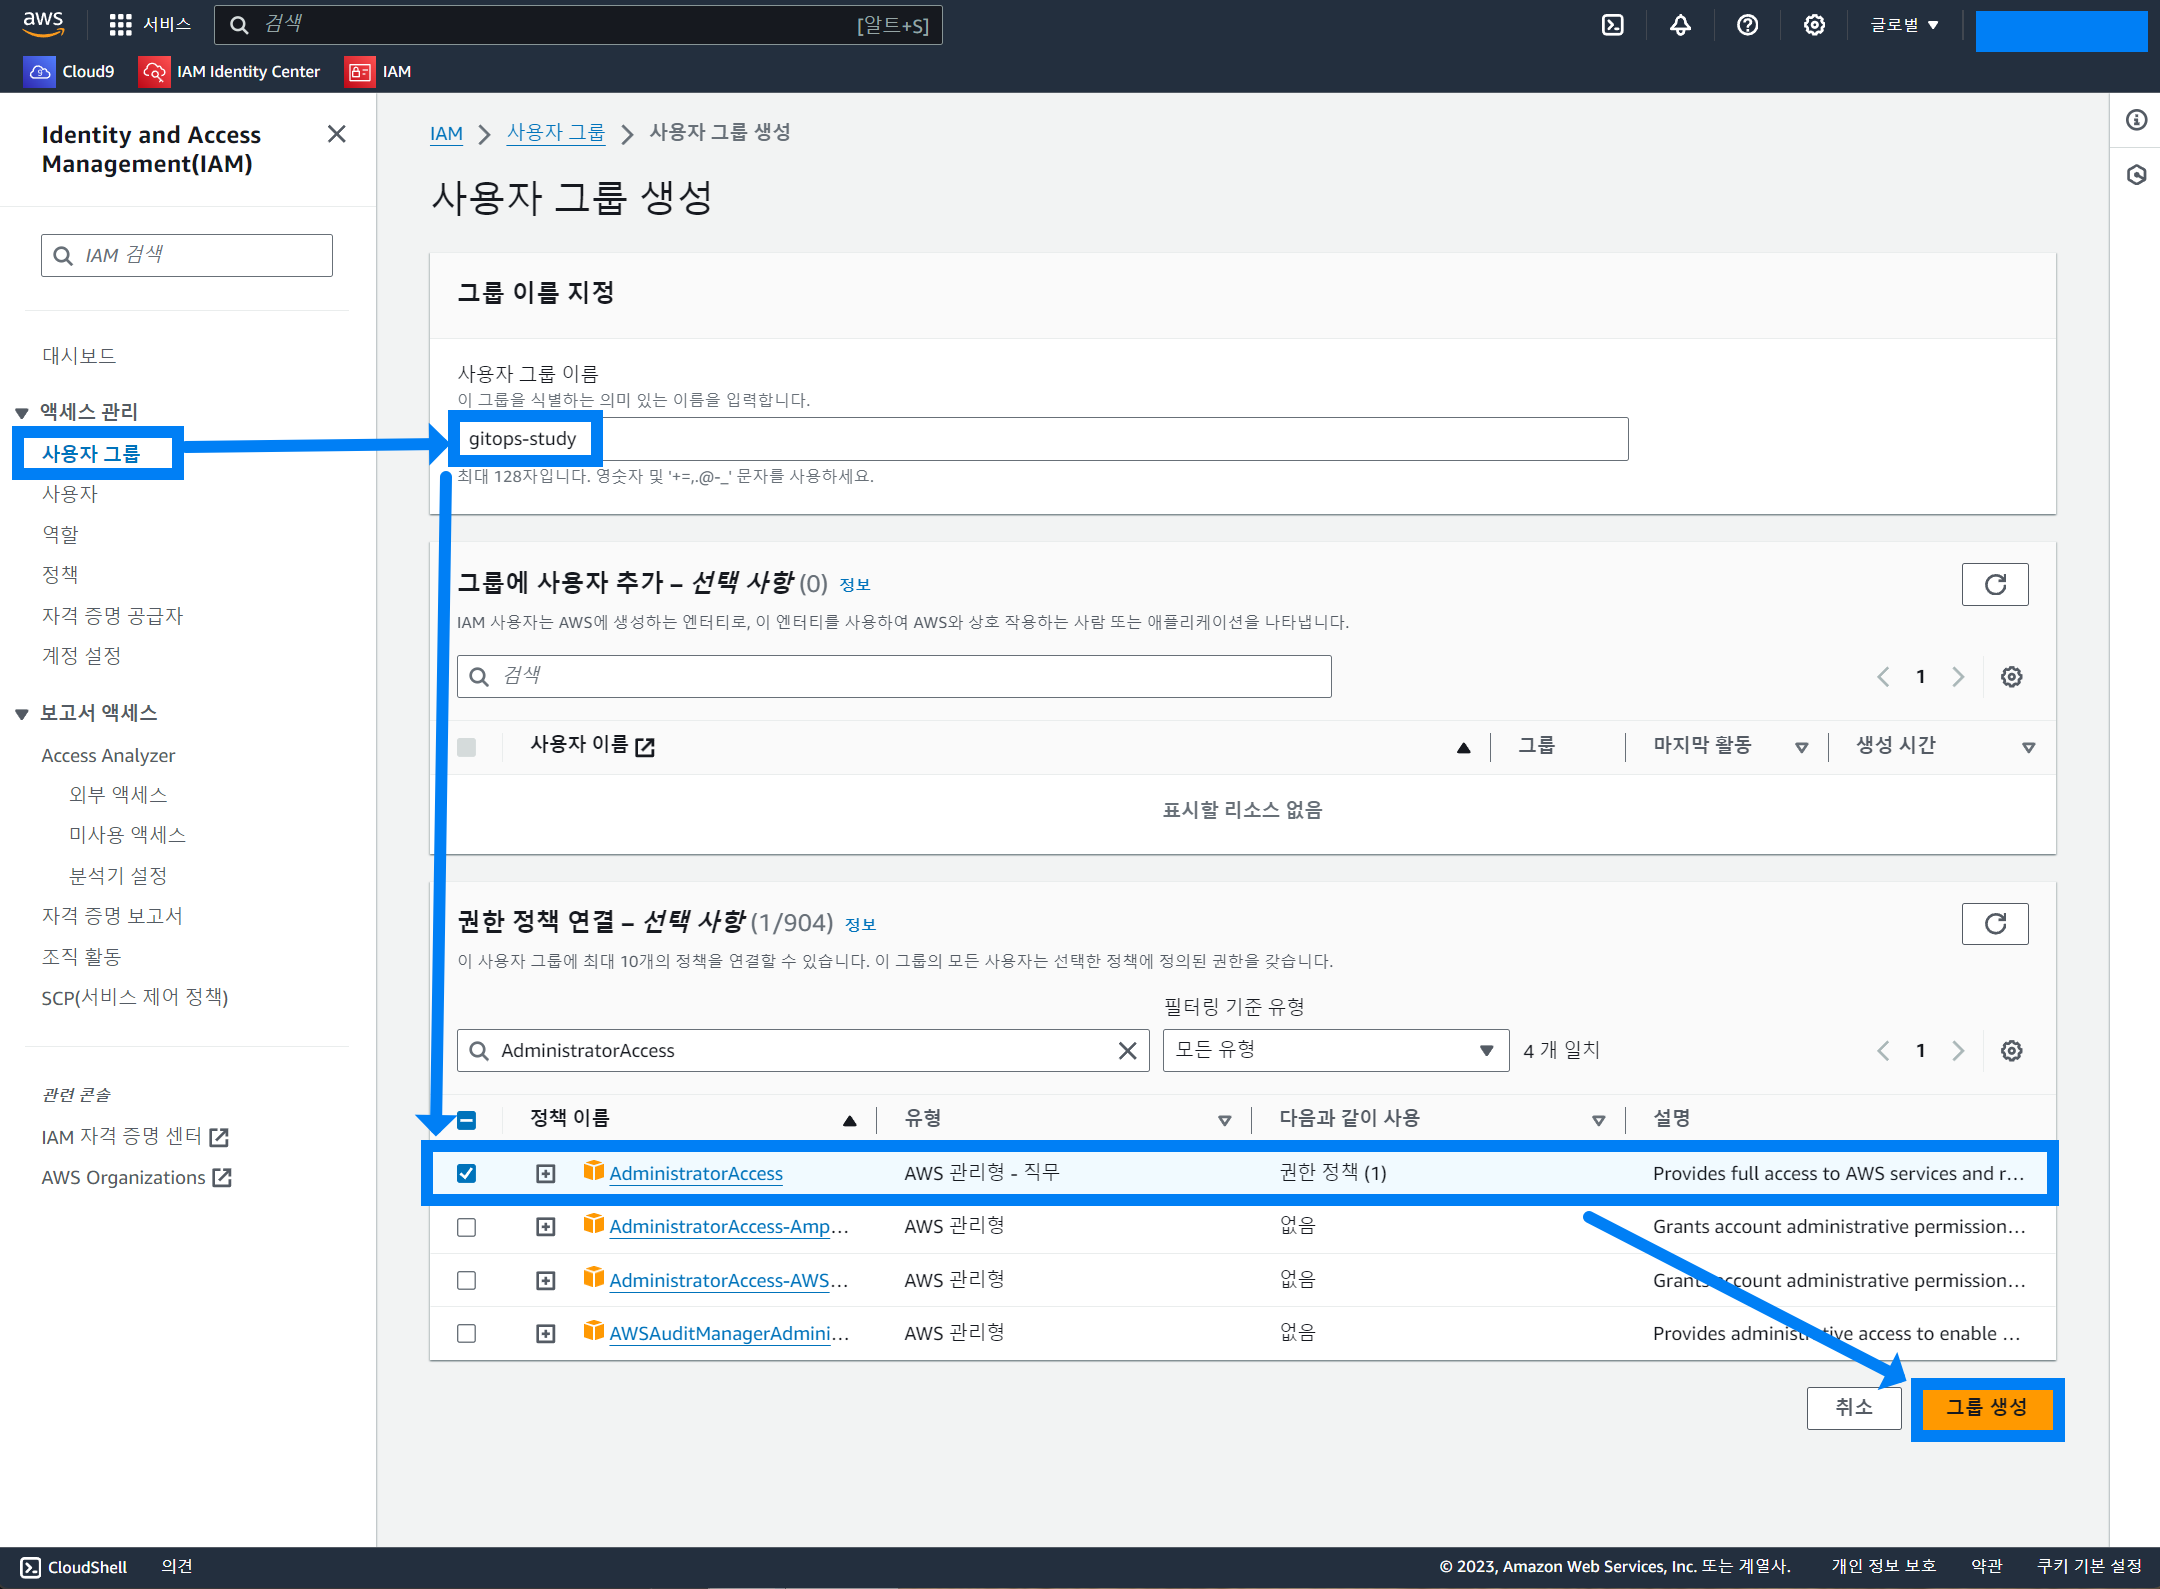 aws
서비스
검색
[알트+S]
글로벌
Cloud9
IAM Identity Center
IAM
Identity and Access
Management(IAM)
IAM 검색
대시보드
액세스 관리
사용자 그룹
사용자
역할
정책
자격 증명 공급자
계정 설정
보고서 액세스
Access Analyzer
외부 액세스
미사용 액세스
분석기 설정
자격 증명 보고서
조직 활동
SCP(서비스 제어 정책)
관련 콘솔
IAM 자격 증명 센터
AWS Organizations
IAM > 사용자 그룹 > 사용자 그룹 생성
사용자 그룹 생성
그룹 이름 지정
사용자 그룹 이름
이 그룹을 식별하는 의미 있는 이름을 입력합니다.
gitops-study
최대 128자입니다. 영숫자 및 '+=,.@-_' 문자를 사용하세요.
그룹에 사용자 추가 – 선택 사항 (0) 정보
IAM 사용자는 AWS에 생성하는 엔터티로, 이 엔터티를 사용하여 AWS와 상호 작용하는 사람 또는 애플리케이션을 나타냅니다.
검색
1
사용자 이름 그룹 마지막 활동 생성 시간
표시할 리소스 없음
권한 정책 연결 – 선택 사항 (1/904) 정보
이 사용자 그룹에 최대 10개의 정책을 연결할 수 있습니다. 이 그룹의 모든 사용자는 선택한 정책에 정의된 권한을 갖습니다.
필터링 기준 유형
AdministratorAccess 모든 유형 4 개 일치 1
정책 이름 유형 다음과 같이 사용 설명
AdministratorAccess AWS 관리형 - 직무 권한 정책 (1) Provides full access to AWS services and r...
AdministratorAccess-Amp... AWS 관리형 없음 Grants account administrative permission...
AdministratorAccess-AWS... AWS 관리형 없음 Grants account administrative permission...
AWSAuditManagerAdmini... AWS 관리형 없음 Provides administrative access to enable ...
취소
그룹 생성
CloudShell
의견
© 2023, Amazon Web Services, Inc. 또는 계열사.
개인 정보 보호
약관
쿠키 기본 설정